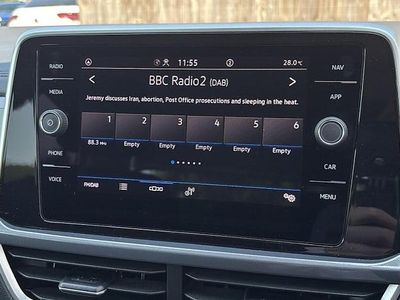 RADIO
MEDIA
PHONE
VOICE
11:55
28.0°C
NAV
APP
CAR
MENU
BBC Radio2 (DAB)
Jeremy discusses Iran, abortion, Post Office prosecutions and sleeping in the heat.
1 2 3 4 5 6
88.3 MHz Empty Empty Empty Empty Empty
FM/DAB